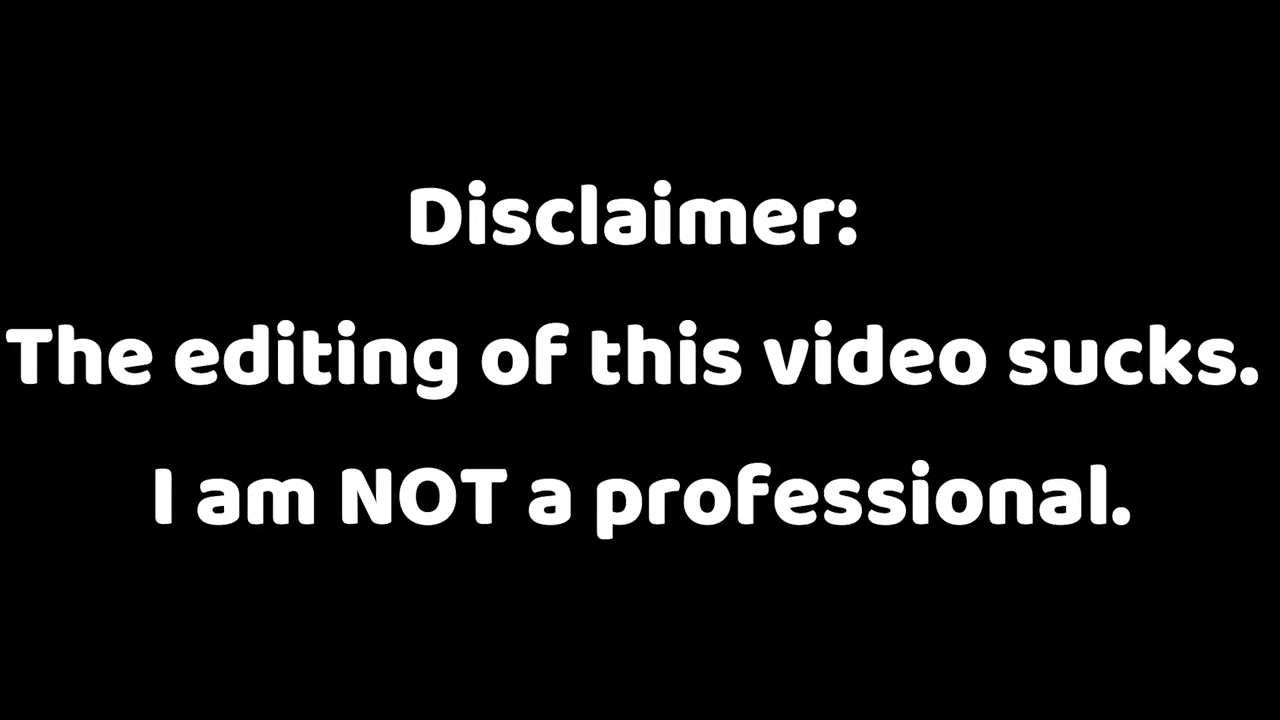 Disclaimer:
The editing of this video sucks.
I am NOT a professional.